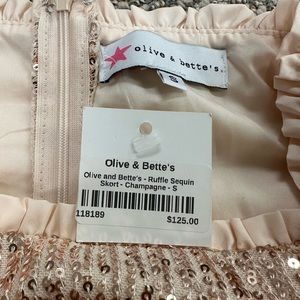 olive & bette's.
S
Olive & Bette's
Olive and Bette's - Ruffle Sequin
Skort - Champagne - S
118189
$125.00